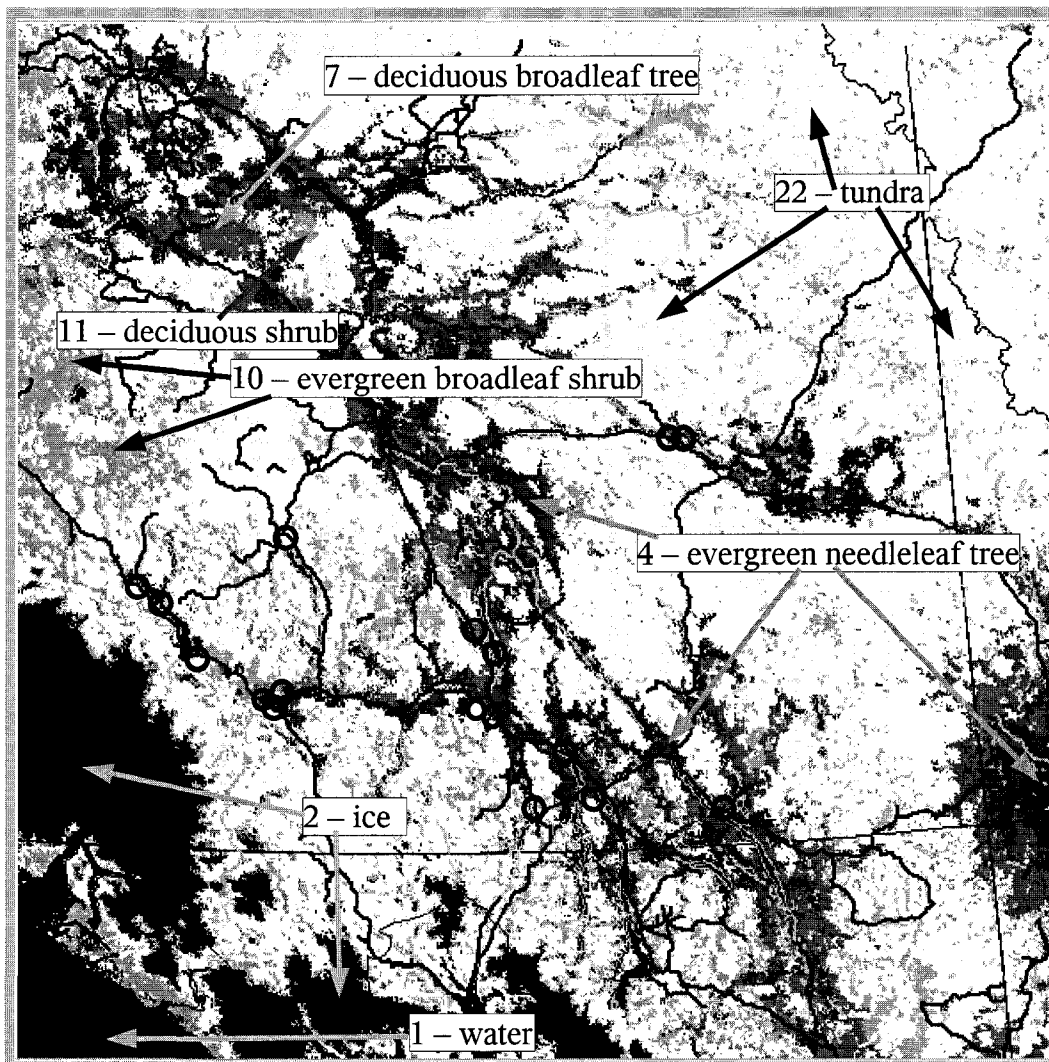 7 – deciduous broadleaf tree
22 – tundra
11 – deciduous shrub
10 – evergreen broadleaf shrub
4 – evergreen needleleaf tree
2 – ice
1 – water